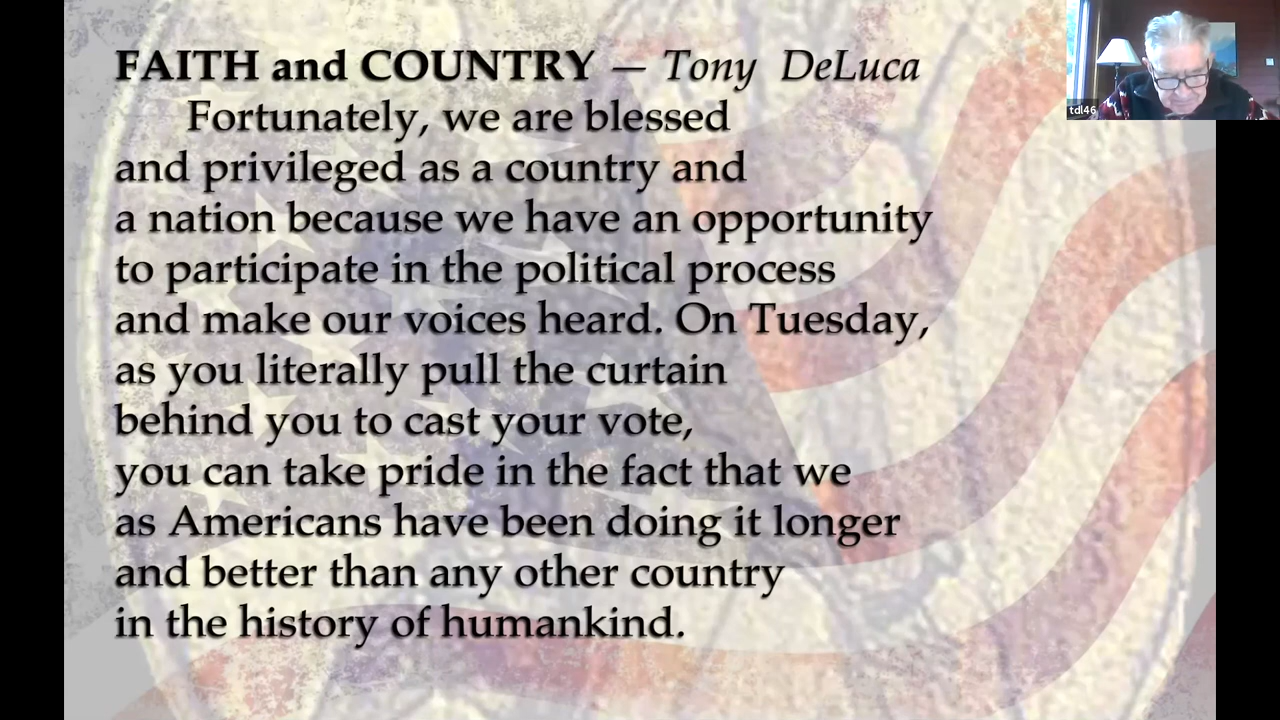 FAITH and COUNTRY — Tony DeLuca
Fortunately, we are blessed
and privileged as a country and
a nation because we have an opportunity
to participate in the political process
and make our voices heard. On Tuesday,
as you literally pull the curtain
behind you to cast your vote,
you can take pride in the fact that we
as Americans have been doing it longer
and better than any other country
in the history of humankind.
tdl46